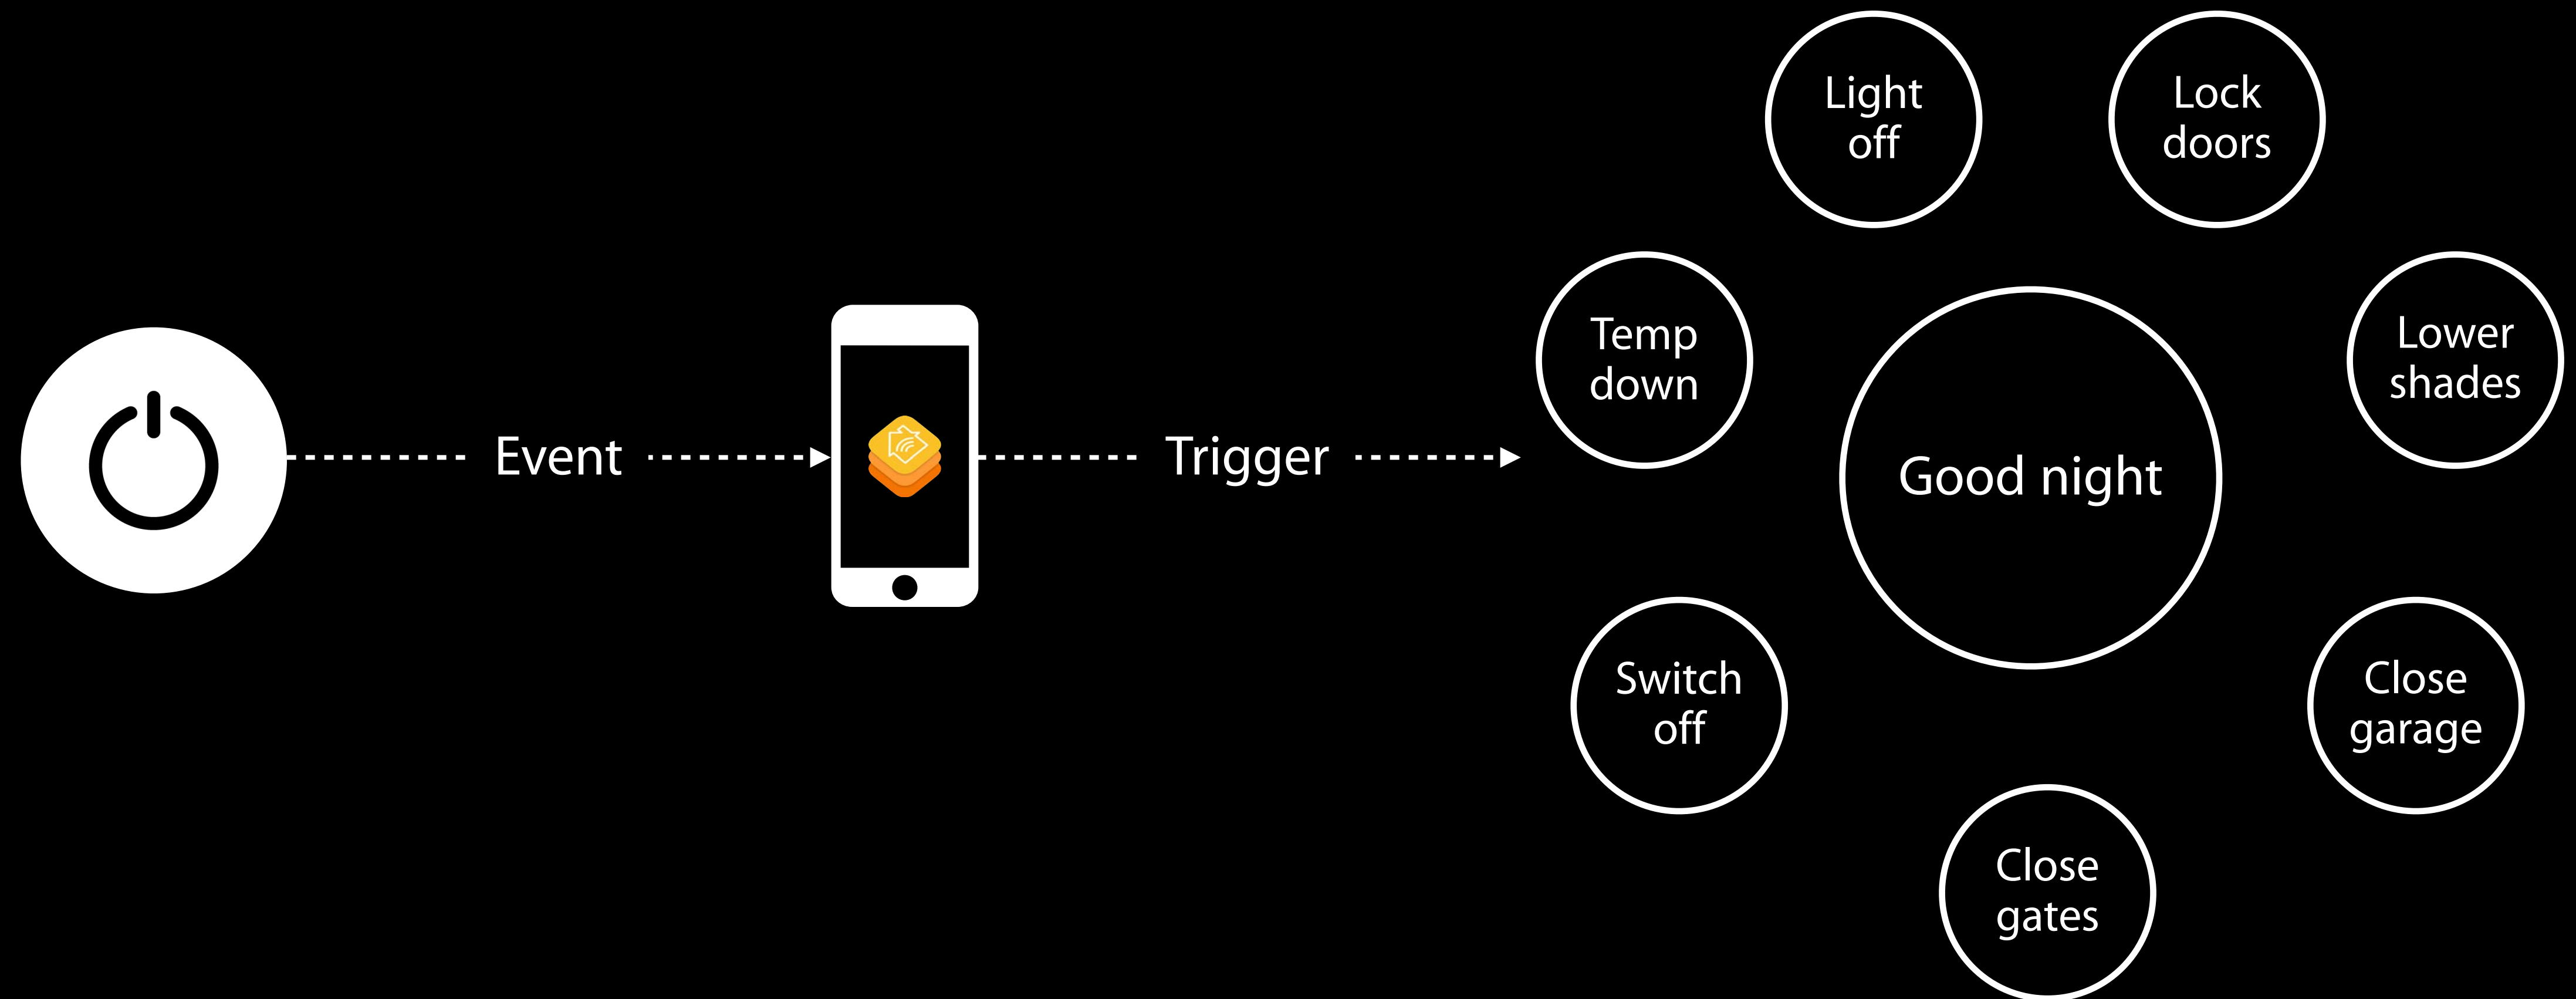 Event
Trigger
Light
off
Lock
doors
Temp
down
Lower
shades
Good night
Switch
off
Close
garage
Close
gates